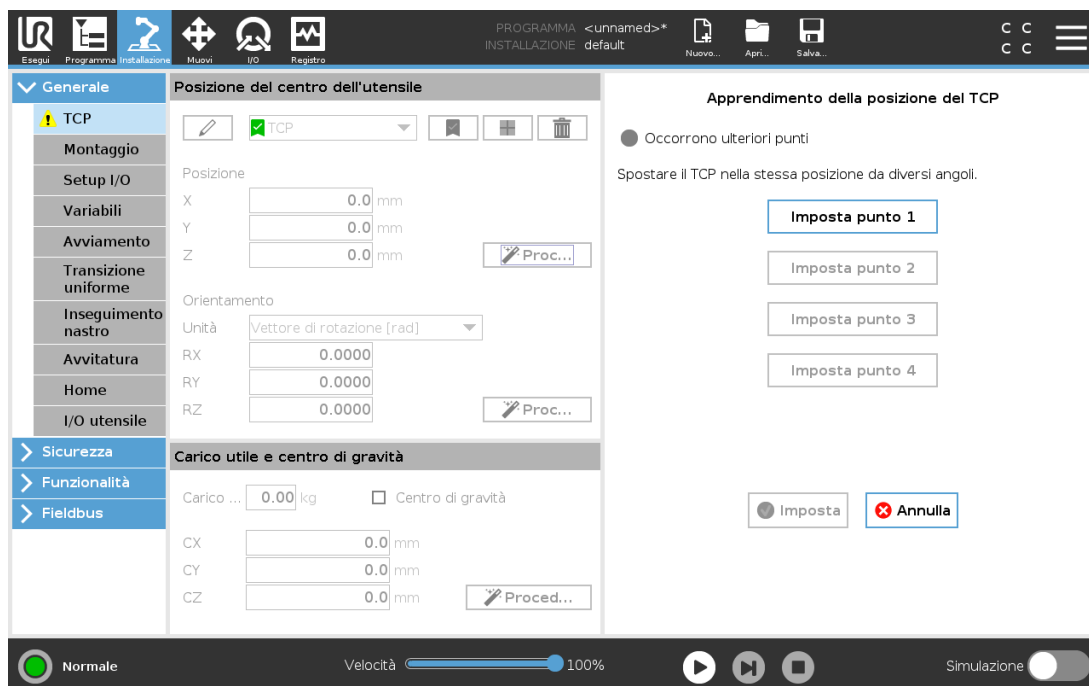 PROGRAMMA <unnamed>*
INSTALLAZIONE default
UR
Esegui
Programma
Installazione
Muovi
I/O
Registro
Nuovo...
Apri...
Salva...
C C
C C
Generale
TCP
Montaggio
Setup I/O
Variabili
Avviamento
Transizione
uniforme
Inseguimento
nastro
Avvitatura
Home
I/O utensile
Sicurezza
Funzionalità
Fieldbus
Posizione del centro dell'utensile
TCP
Posizione
X 0.0 mm
Y 0.0 mm
Z 0.0 mm
Proc...
Orientamento
Unità Vettore di rotazione [rad]
RX 0.0000
RY 0.0000
RZ 0.0000
Proc...
Carico utile e centro di gravità
Carico ... 0.00 kg Centro di gravità
CX 0.0 mm
CY 0.0 mm
CZ 0.0 mm
Proced...
Apprendimento della posizione del TCP
Occorrono ulteriori punti
Spostare il TCP nella stessa posizione da diversi angoli.
Imposta punto 1
Imposta punto 2
Imposta punto 3
Imposta punto 4
Imposta
Annulla
Normale
Velocità 100%
Simulazione